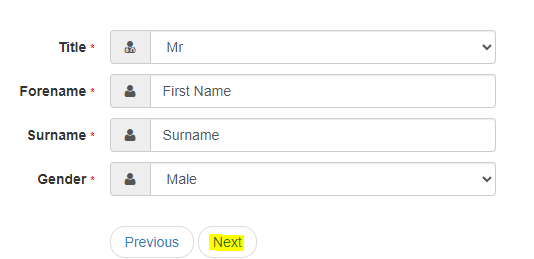 Title * Mr
Forename * First Name
Surname * Surname
Gender * Male
Previous Next